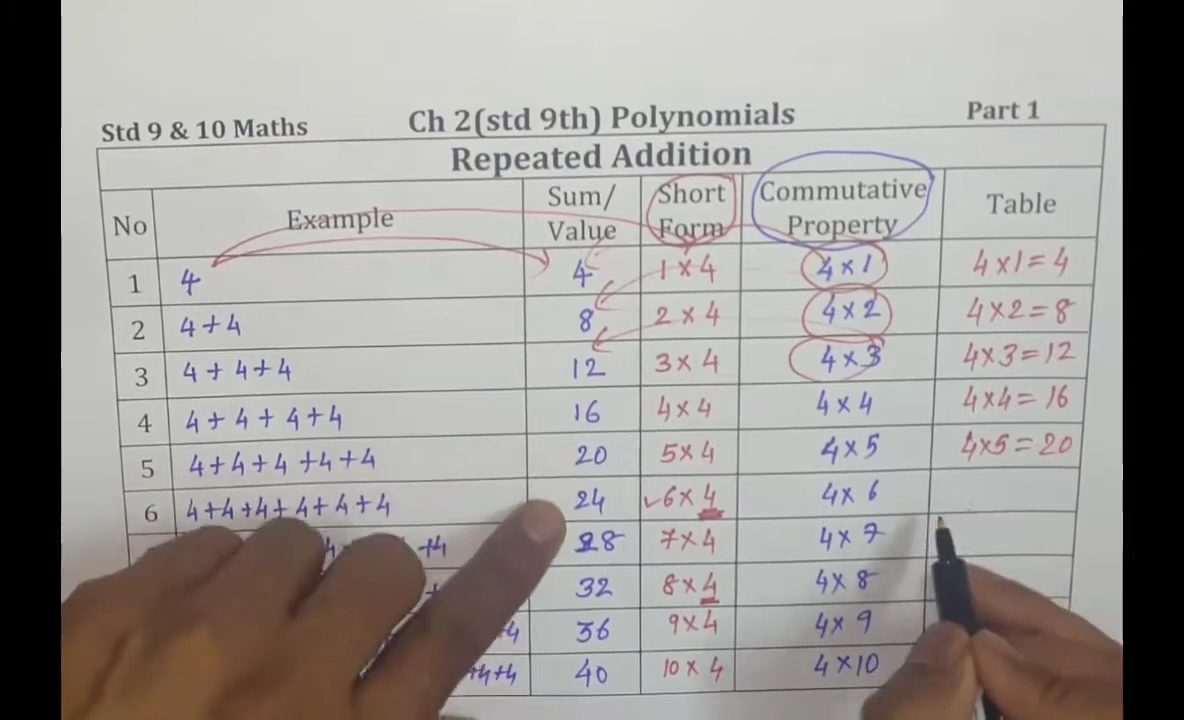 Std 9 & 10 Maths Ch 2(std 9th) Polynomials Part 1
Repeated Addition
No Example Sum/ Value Short Form Commutative Property Table
1 4 4 1 × 4 4 × 1 4 × 1 = 4
2 4+4 8 2 × 4 4 × 2 4 × 2 = 8
3 4 + 4 + 4 12 3 × 4 4 × 3 4 × 3 = 12
4 4 + 4 + 4 + 4 16 4 × 4 4 × 4 4 × 4 = 16
5 4 + 4 + 4 + 4 + 4 20 5 × 4 4 × 5 4 × 5 = 20
6 4+4+4+4+4+4 24 6 × 4 4 × 6
+4 28 7 × 4 4 × 7
32 8 × 4 4 × 8
+4 36 9 × 4 4 × 9
+4+4 40 10 × 4 4 × 10